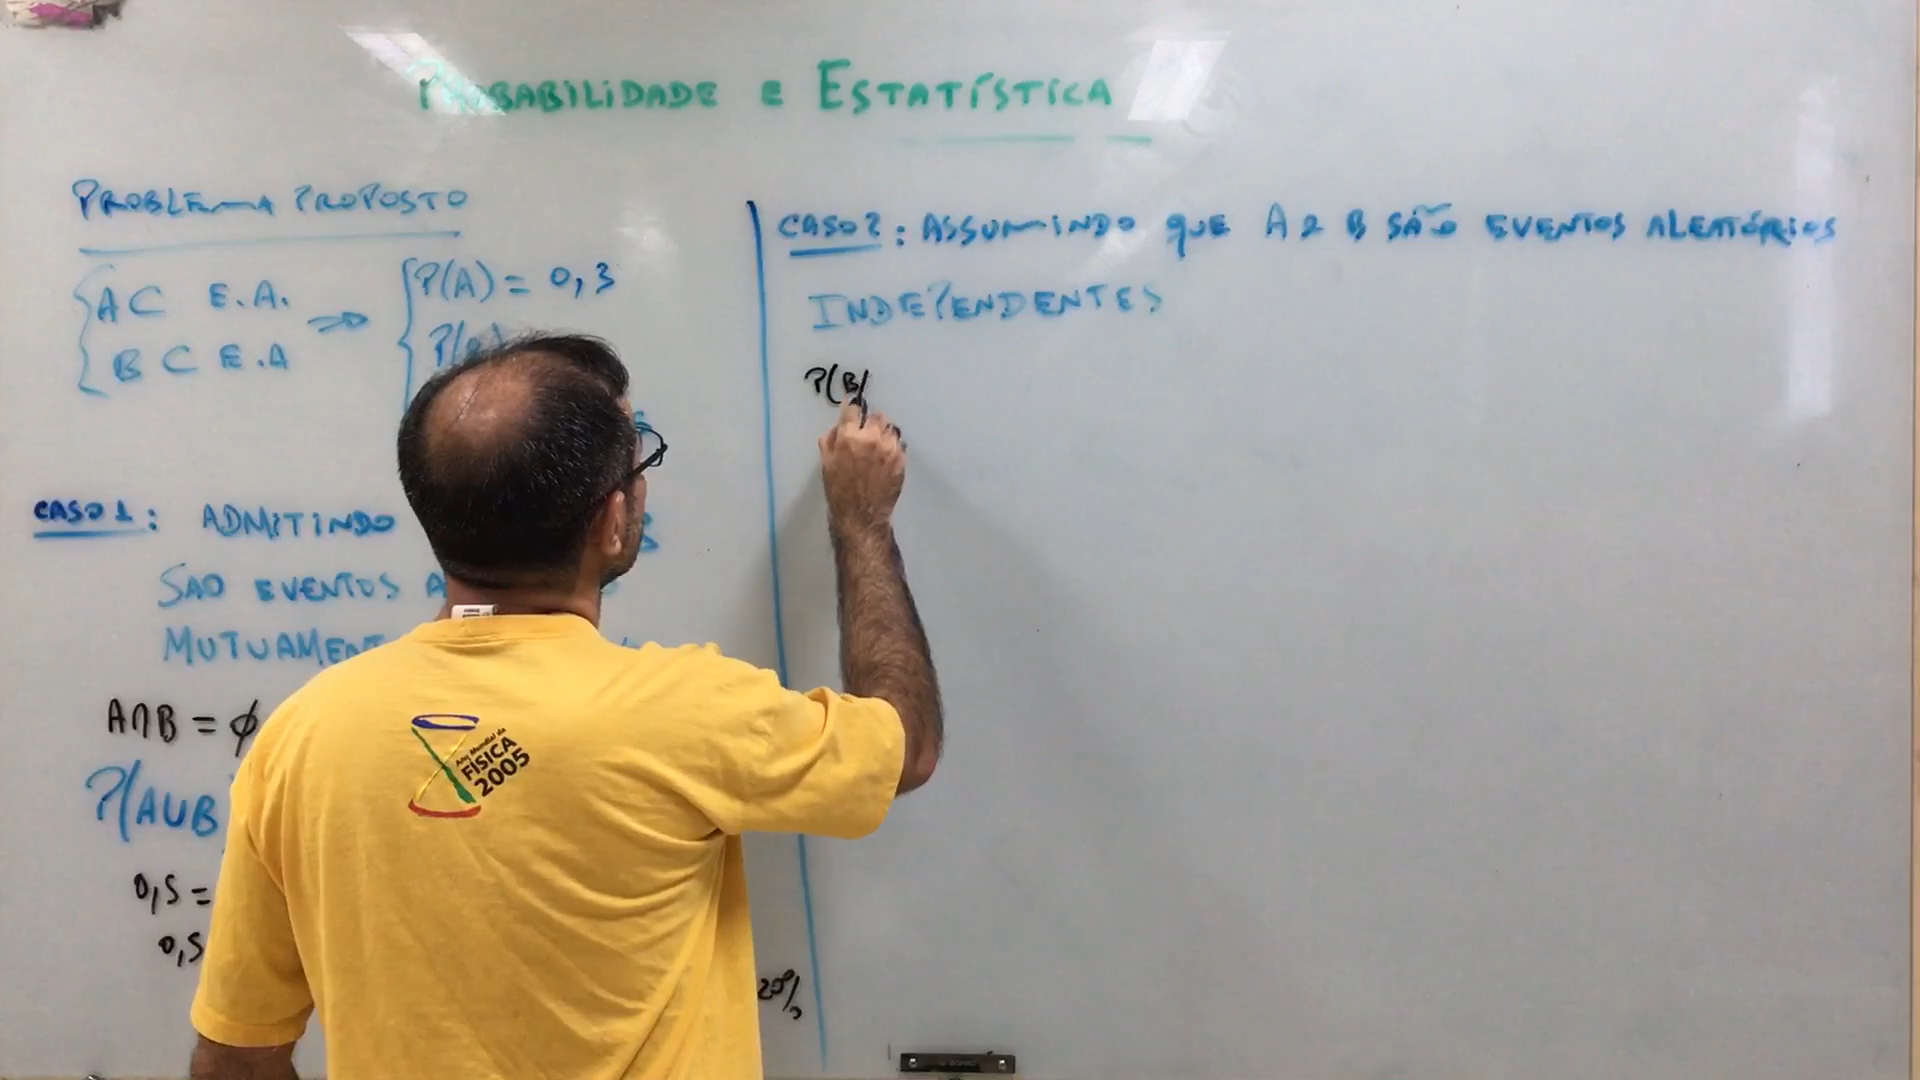 PROBABILIDADE E ESTATÍSTICA
PROBLEMA PROPOSTO
A ⊂ E.A. ⇒ P(A) = 0,3
B ⊂ E.A
CASO 1: ADMITINDO
SÃO EVENTOS
MUTUAMENT
A∩B = ϕ
P(AUB
0,5 =
0,5
20%
CASO 2: ASSUMINDO QUE A e B SÃO EVENTOS ALEATÓRIOS
INDEPENDENTES
P(B/
Ano Mundial da
FÍSICA
2005